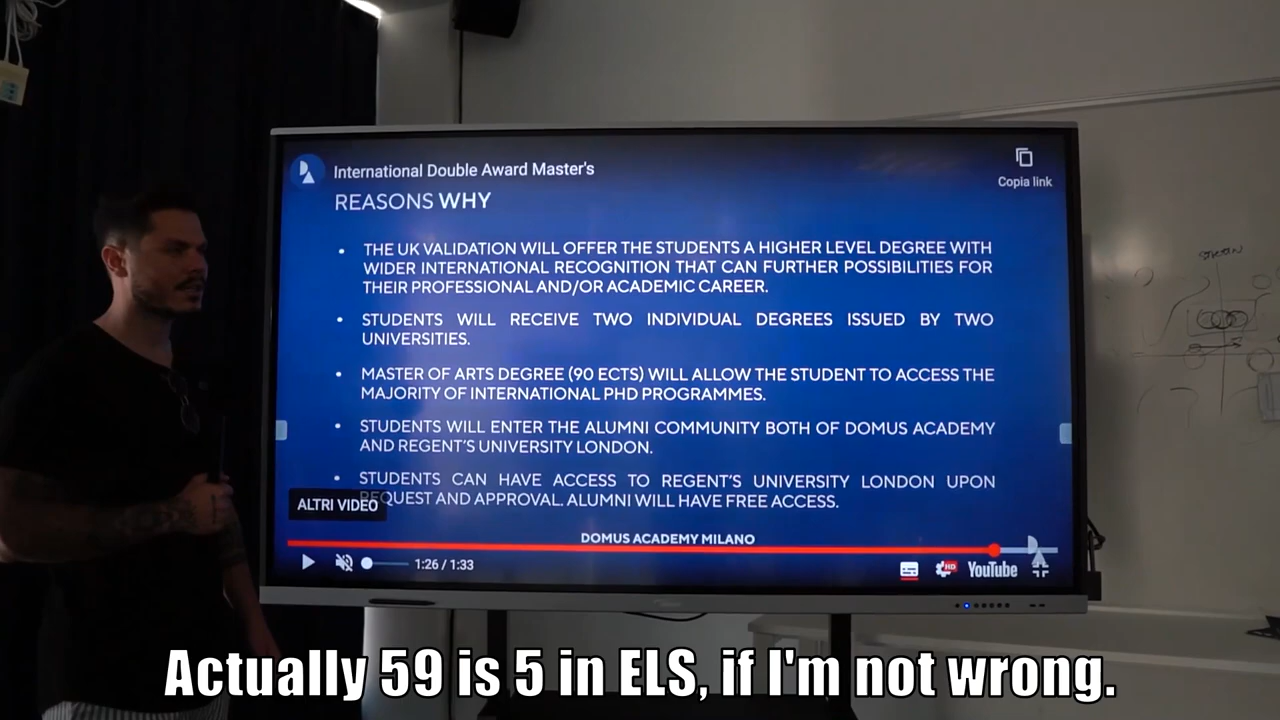 International Double Award Master's
Copia link
REASONS WHY
• THE UK VALIDATION WILL OFFER THE STUDENTS A HIGHER LEVEL DEGREE WITH
WIDER INTERNATIONAL RECOGNITION THAT CAN FURTHER POSSIBILITIES FOR
THEIR PROFESSIONAL AND/OR ACADEMIC CAREER.
• STUDENTS WILL RECEIVE TWO INDIVIDUAL DEGREES ISSUED BY TWO
UNIVERSITIES.
• MASTER OF ARTS DEGREE (90 ECTS) WILL ALLOW THE STUDENT TO ACCESS THE
MAJORITY OF INTERNATIONAL PHD PROGRAMMES.
• STUDENTS WILL ENTER THE ALUMNI COMMUNITY BOTH OF DOMUS ACADEMY
AND REGENT'S UNIVERSITY LONDON.
• STUDENTS CAN HAVE ACCESS TO REGENT'S UNIVERSITY LONDON UPON
REQUEST AND APPROVAL. ALUMNI WILL HAVE FREE ACCESS.
ALTRI VIDEO
DOMUS ACADEMY MILANO
1:26 / 1:33
HD
YouTube
Actually 59 is 5 in ELS, if I'm not wrong.